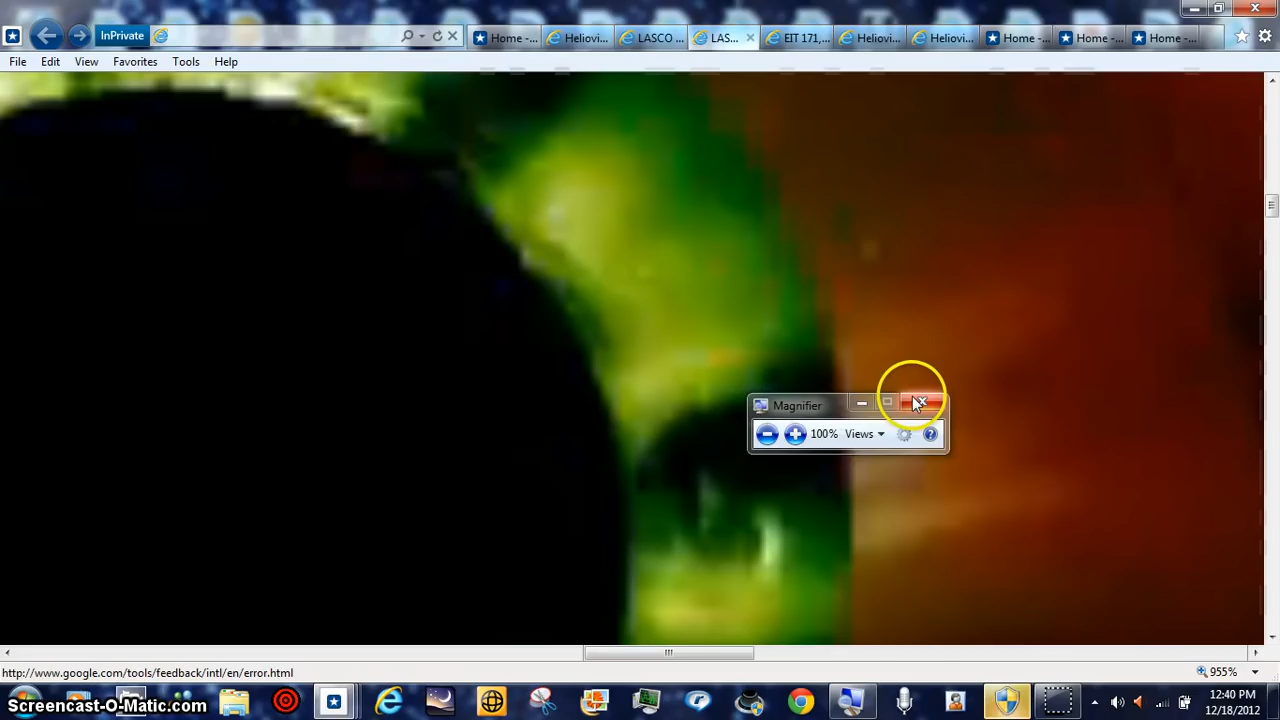 InPrivate
Home -...
Heliovi...
LASCO ...
LAS...
EIT 171,...
Heliovi...
Heliovi...
Home -...
Home -...
Home -...
File Edit View Favorites Tools Help
Magnifier
100% Views
http://www.google.com/tools/feedback/intl/en/error.html
955%
SCREENCAST-O-MATIC.com
12:40 PM
12/18/2012